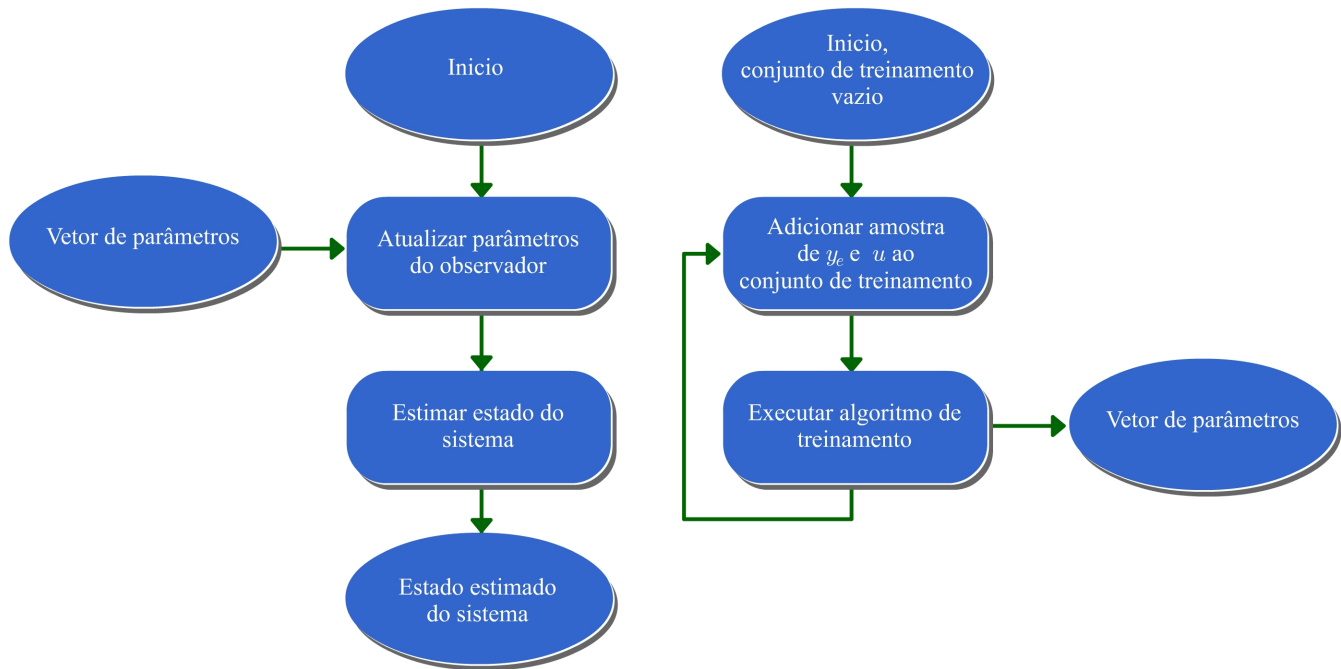 Inicio
Vetor de parâmetros
Atualizar parâmetros
do observador
Estimar estado do
sistema
Estado estimado
do sistema
Inicio,
conjunto de treinamento
vazio
Adicionar amostra
de yₑ e u ao
conjunto de treinamento
Executar algoritmo de
treinamento
Vetor de parâmetros